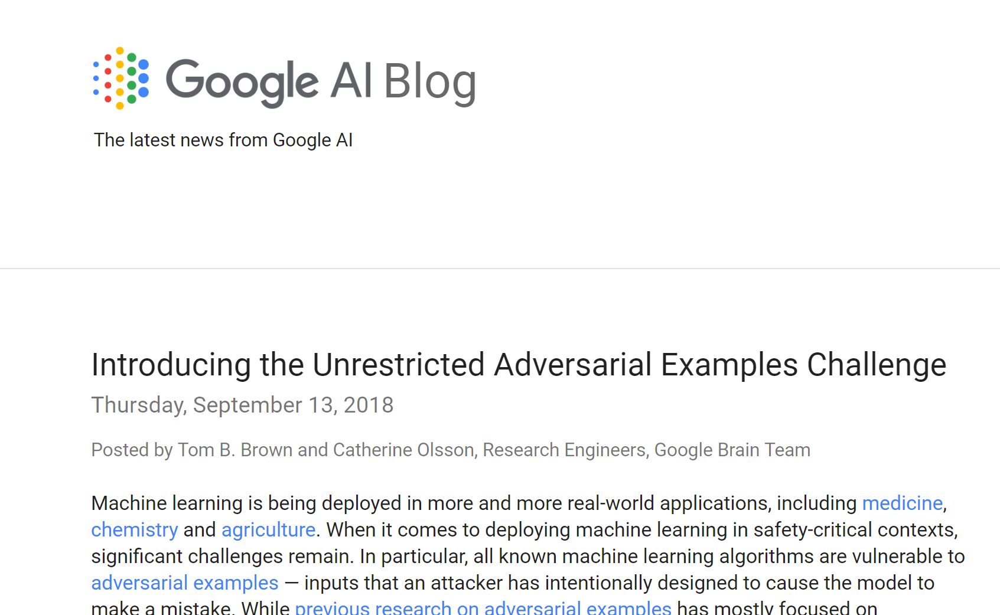 Google AI Blog
The latest news from Google AI
Introducing the Unrestricted Adversarial Examples Challenge
Thursday, September 13, 2018
Posted by Tom B. Brown and Catherine Olsson, Research Engineers, Google Brain Team
Machine learning is being deployed in more and more real-world applications, including medicine,
chemistry and agriculture. When it comes to deploying machine learning in safety-critical contexts,
significant challenges remain. In particular, all known machine learning algorithms are vulnerable to
adversarial examples — inputs that an attacker has intentionally designed to cause the model to
make a mistake. While previous research on adversarial examples has mostly focused on